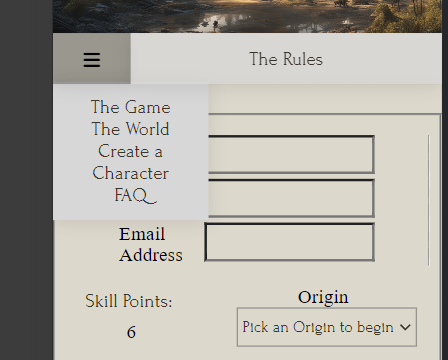 ☰ The Rules
The Game
The World
Create a
Character
FAQ
Email
Address
Skill Points:
6
Origin
Pick an Origin to begin